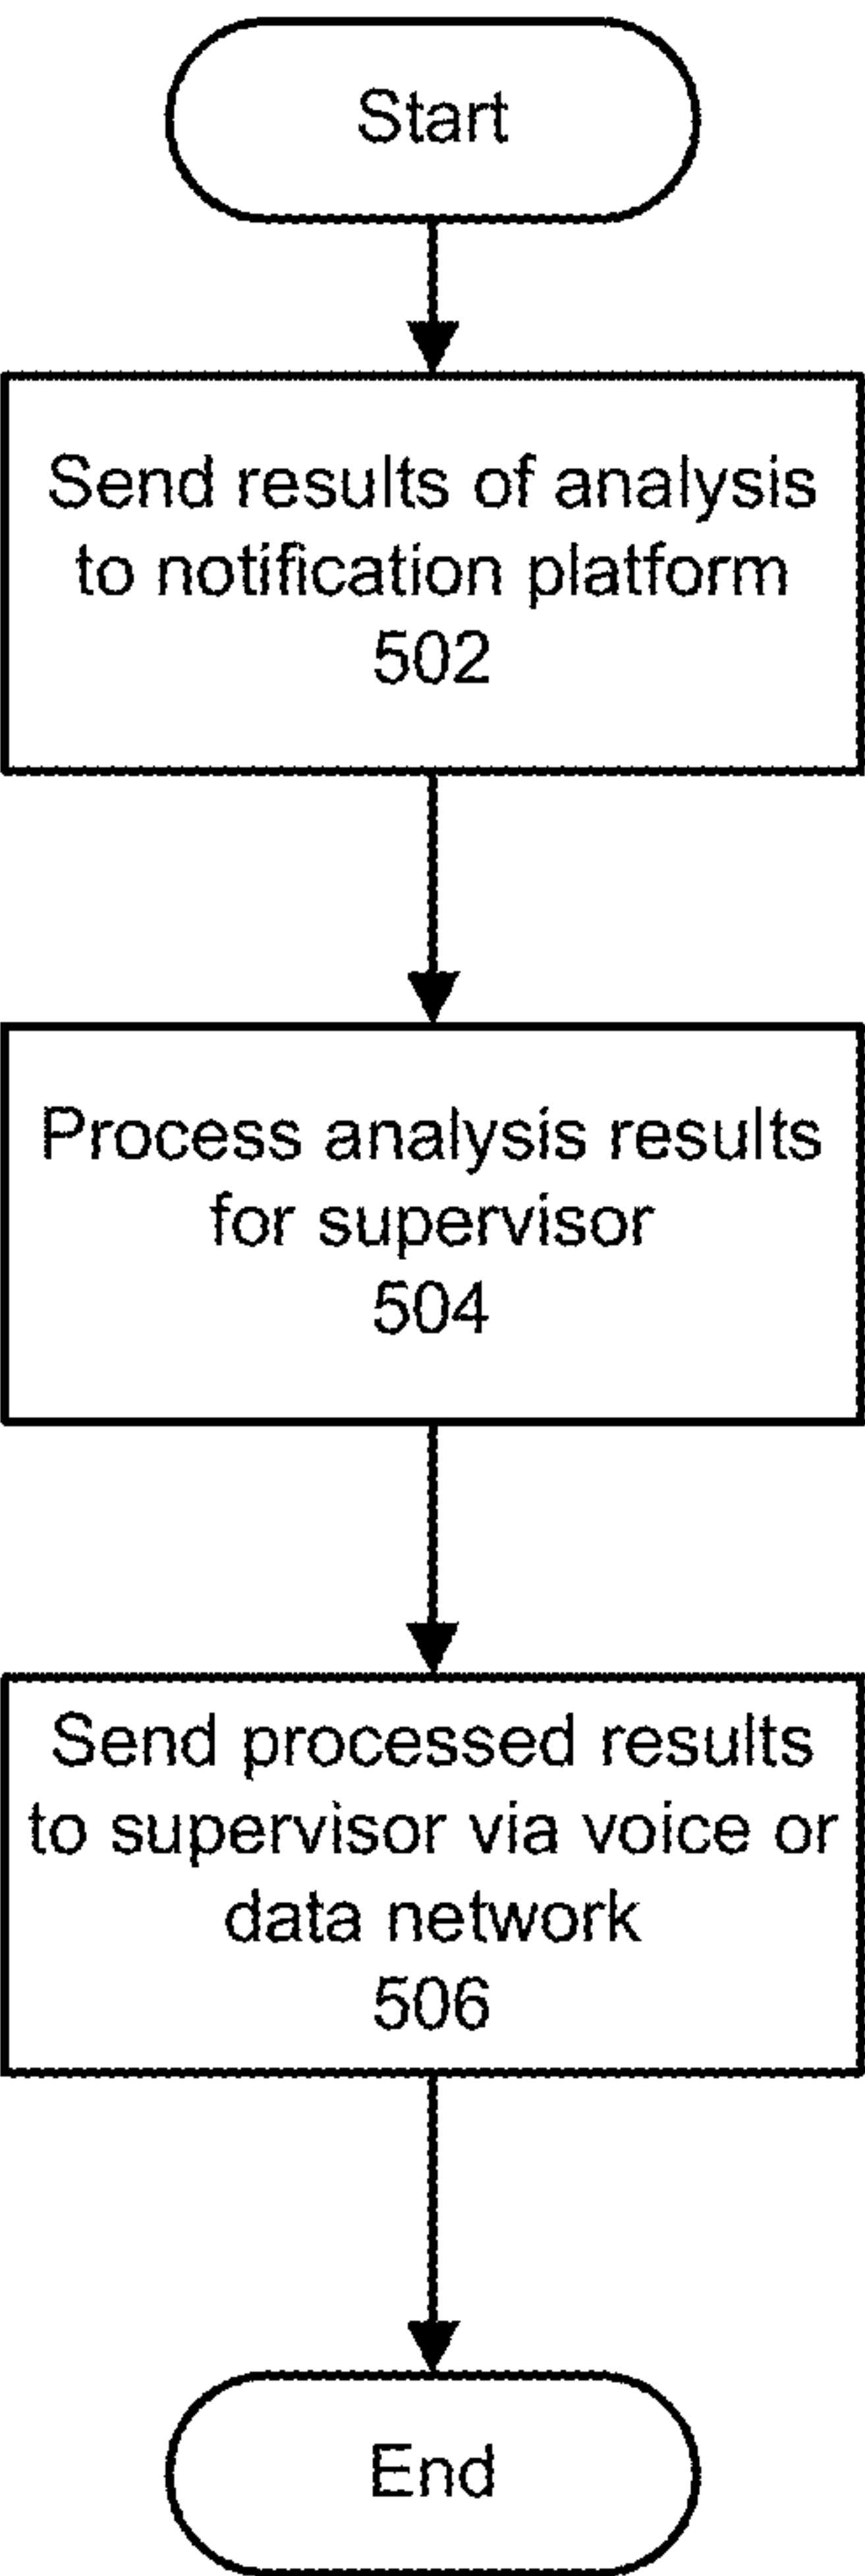 Start
Send results of analysis
to notification platform
502
Process analysis results
for supervisor
504
Send processed results
to supervisor via voice or
data network
506
End